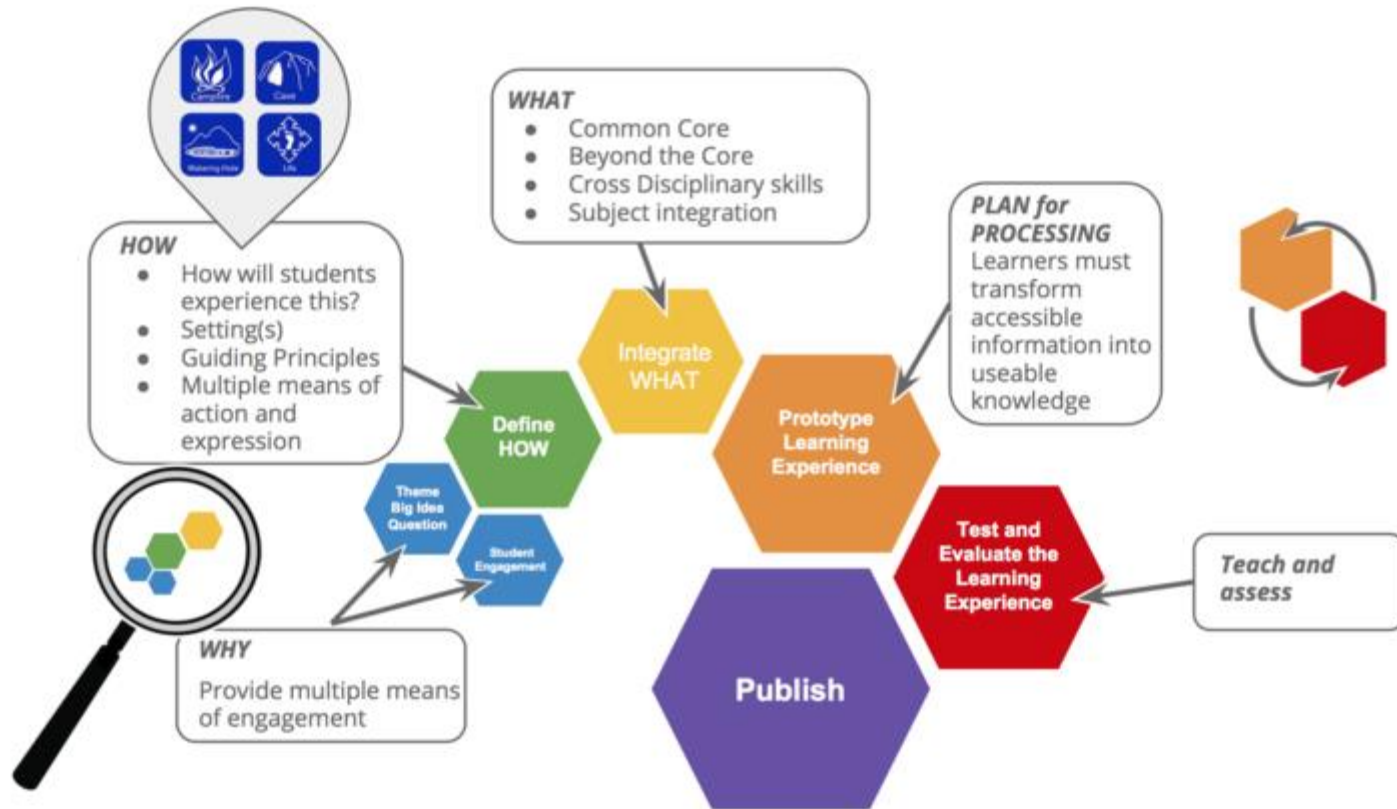 Campfire
Cave
Watering Hole
Life
HOW
● How will students
experience this?
● Setting(s)
● Guiding Principles
● Multiple means of
action and
expression
WHAT
● Common Core
● Beyond the Core
● Cross Disciplinary skills
● Subject integration
PLAN for
PROCESSING
Learners must
transform
accessible
information into
useable
knowledge
Integrate
WHAT
Define
HOW
Prototype
Learning
Experience
Theme
Big Idea
Question
Student
Engagement
Test and
Evaluate the
Learning
Experience
Teach and
assess
WHY
Provide multiple means
of engagement
Publish